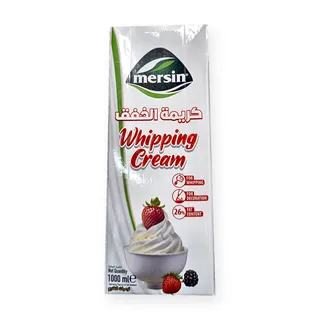 mersin®
كريمة الخفق
Whipping
Cream
FOR
WHIPPING
FOR
DECORATION
26%
FAT
CONTENT
Net Quantity
1000 ml e